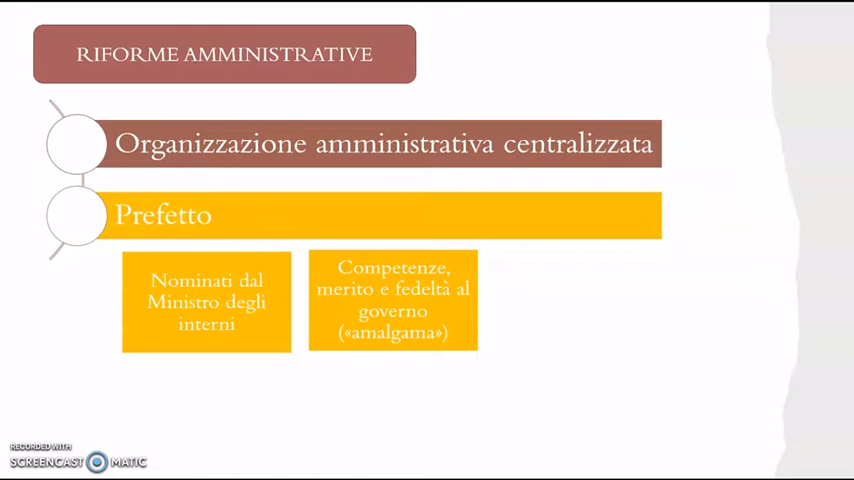 RIFORME AMMINISTRATIVE
Organizzazione amministrativa centralizzata
Prefetto
Nominati dal
Ministro degli
interni
Competenze,
merito e fedeltà al
governo
(«amalgama»)
RECORDED WITH
SCREENCAST MATIC